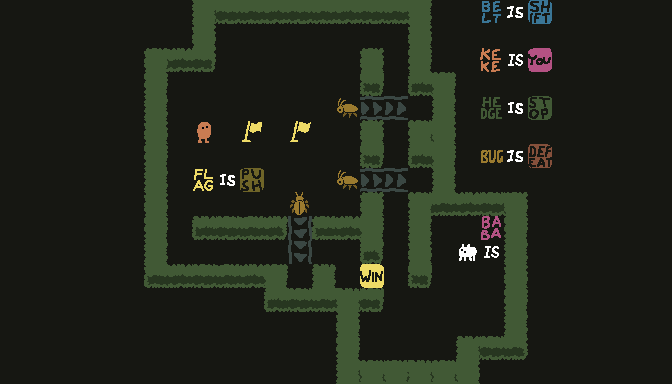 BELT IS SHIFT
KEKE IS YOU
HEDGE IS STOP
BUG IS DEFEAT
FLAG IS PUSH
BABA
IS
WIN